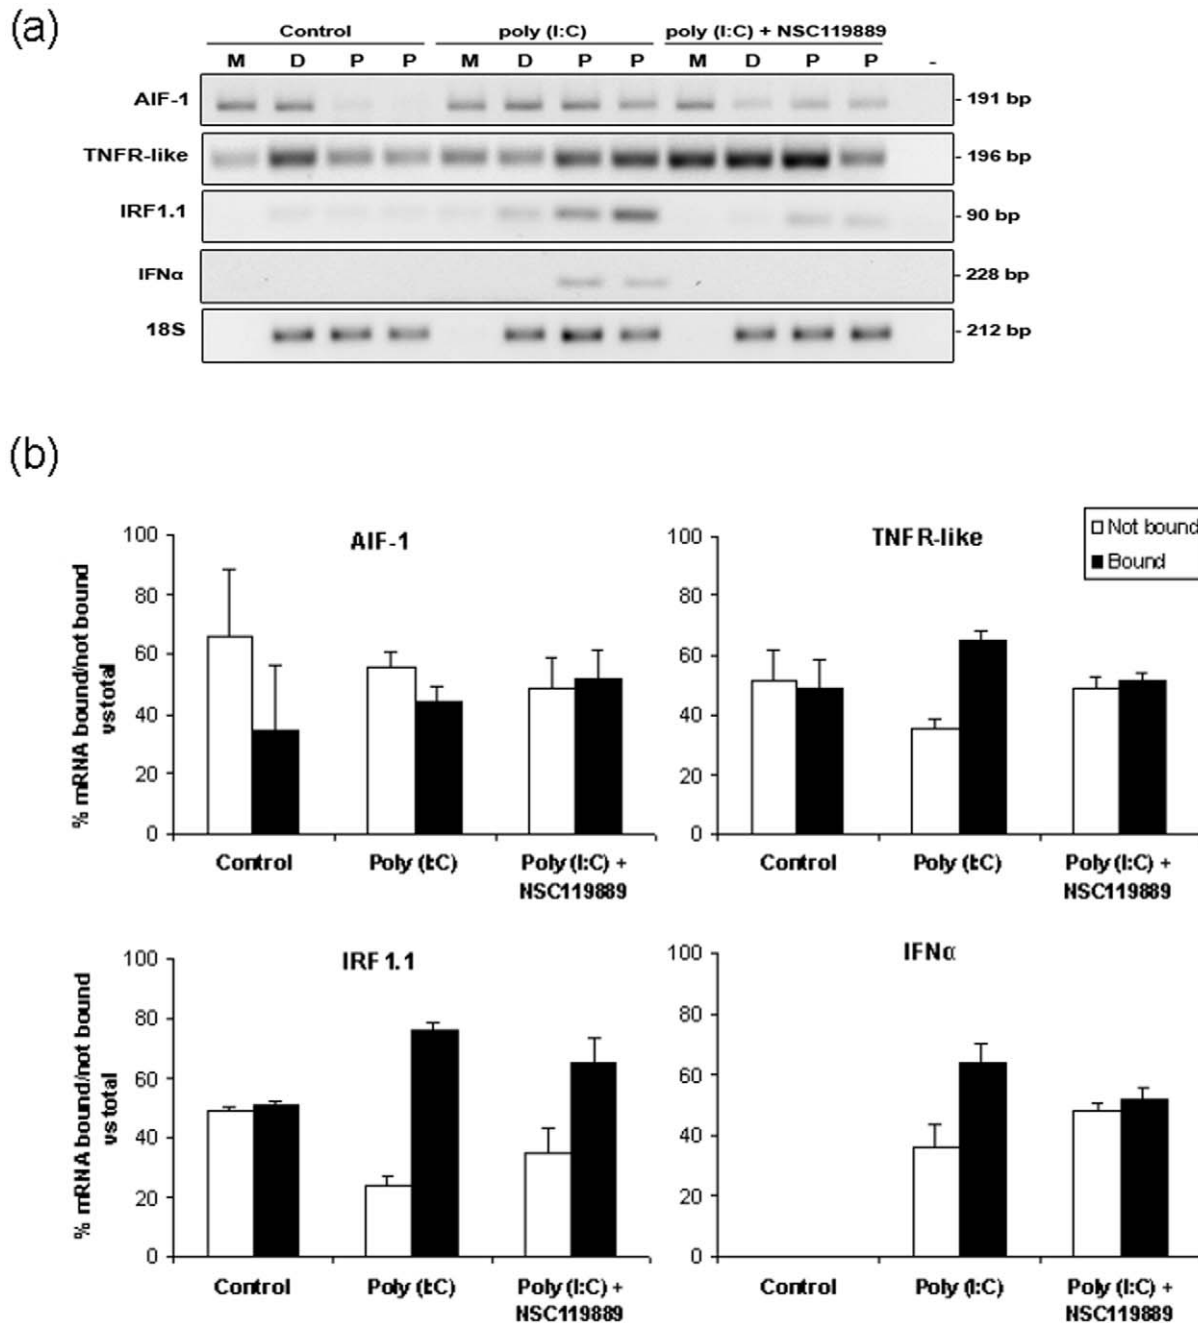 (a)
Control poly (I:C) poly (I:C) + NSC119889
M D P P M D P P M D P P -
AIF-1 - 191 bp
TNFR-like - 196 bp
IRF1.1 - 90 bp
IFNα - 228 bp
18S - 212 bp
(b)
AIF-1
% mRNA bound/not bound
vs total
100
80
60
40
20
0
Control Poly (I:C) Poly (I:C) +
NSC119889
TNFR-like
Not bound
Bound
100
80
60
40
20
0
Control Poly (I:C) Poly (I:C) +
NSC119889
IRF1.1
% mRNA bound/not bound
vs total
100
80
60
40
20
0
Control Poly (I:C) Poly (I:C) +
NSC119889
IFNα
100
80
60
40
20
0
Control Poly (I:C) Poly (I:C) +
NSC119889